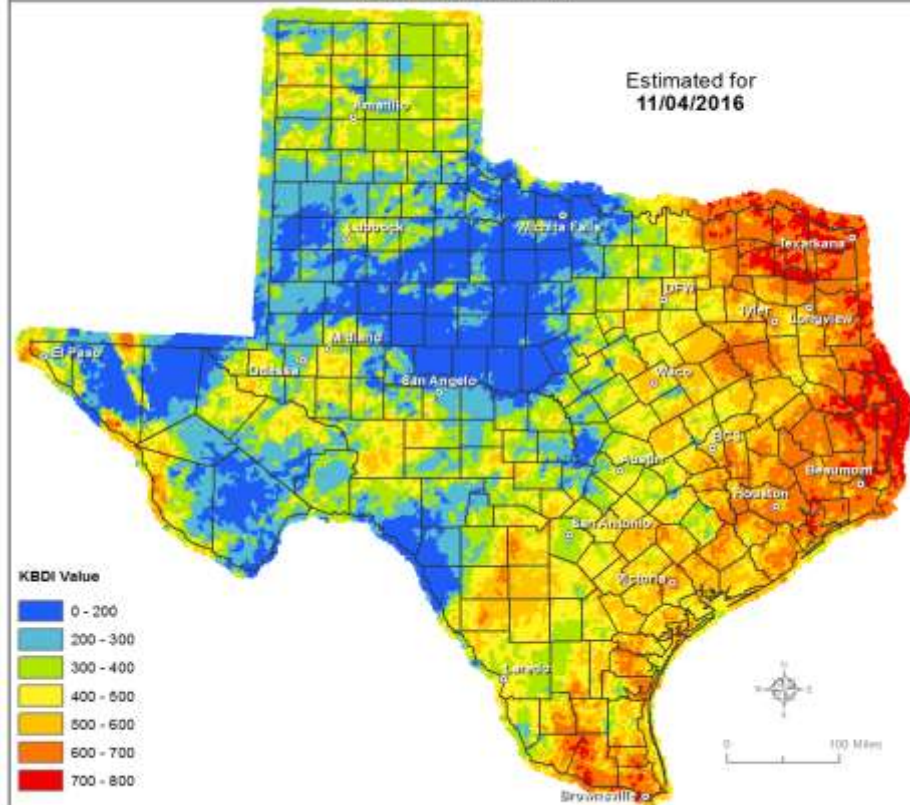 Estimated for
11/04/2016
Amarillo
Lubbock
Wichita Falls
Texarkana
DFW
Tyler
Longview
El Paso
Midland
Odessa
San Angelo
Waco
BCS
Austin
Beaumont
Houston
San Antonio
Victoria
Laredo
Brownsville
KBDI Value
0 - 200
200 - 300
300 - 400
400 - 500
500 - 600
600 - 700
700 - 800
0 100 Miles